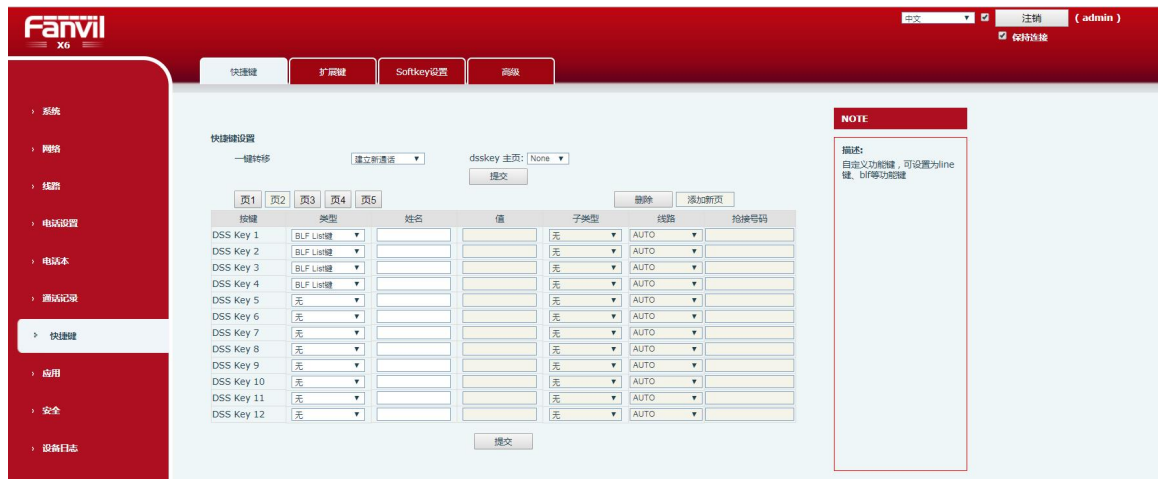 Fanvil
X6
中文 注销 ( admin )
保持连接
快捷键 扩展键 Softkey设置 高级
系统
网络
线路
电话设置
电话本
通话记录
快捷键
应用
安全
设备日志
快捷键设置
一键转移 建立新通话 dsskey 主页: None
提交
页1 页2 页3 页4 页5 删除 添加新页
按键 类型 姓名 值 子类型 线路 抢接号码
DSS Key 1 BLF List键 无 AUTO
DSS Key 2 BLF List键 无 AUTO
DSS Key 3 BLF List键 无 AUTO
DSS Key 4 BLF List键 无 AUTO
DSS Key 5 无 无 AUTO
DSS Key 6 无 无 AUTO
DSS Key 7 无 无 AUTO
DSS Key 8 无 无 AUTO
DSS Key 9 无 无 AUTO
DSS Key 10 无 无 AUTO
DSS Key 11 无 无 AUTO
DSS Key 12 无 无 AUTO
提交
NOTE
描述:
自定义功能键，可设置为line
键、blf等功能键